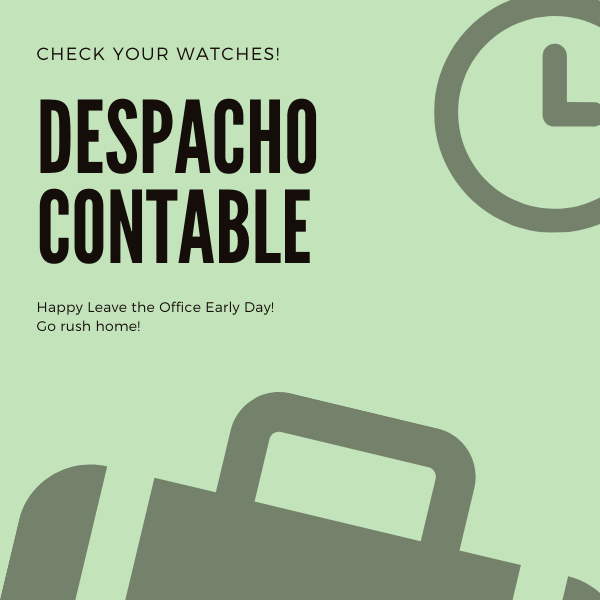 CHECK YOUR WATCHES!
DESPACHO
CONTABLE
Happy Leave the Office Early Day!
Go rush home!